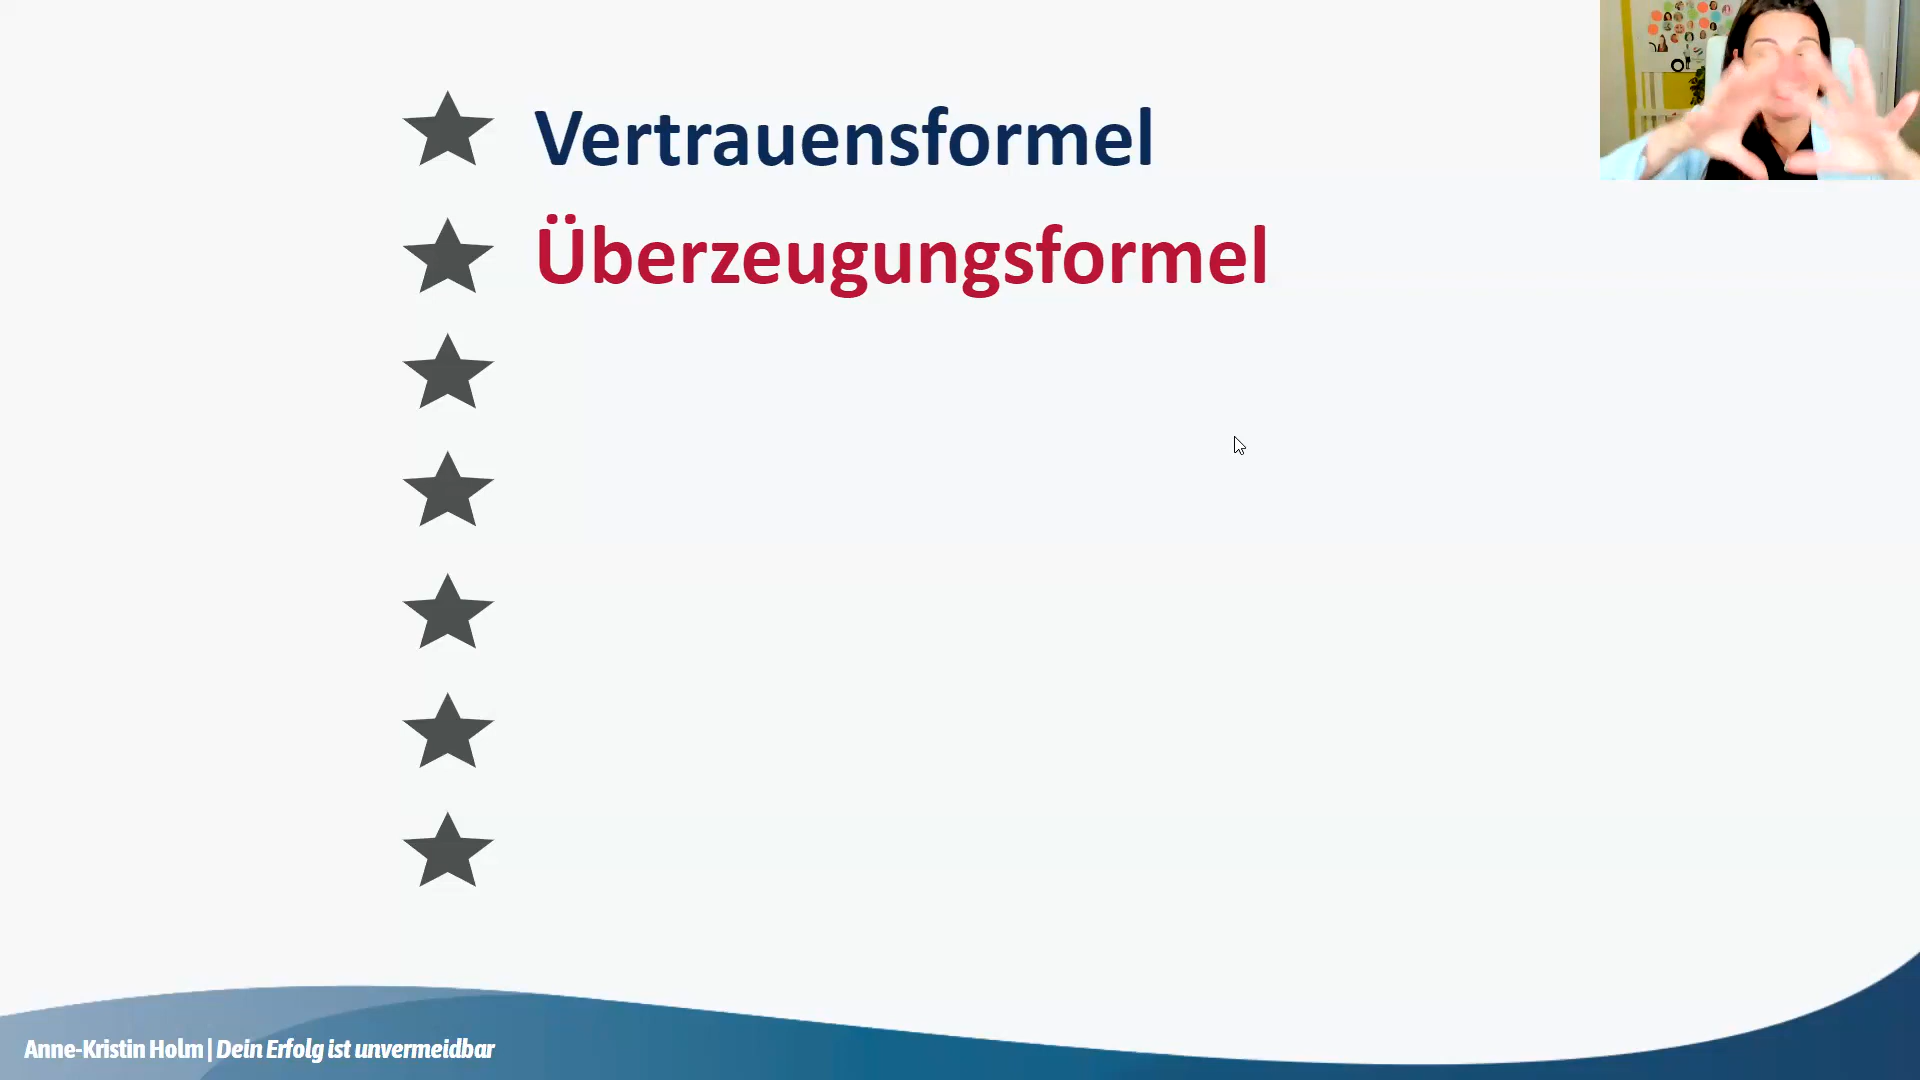 Vertrauensformel
Überzeugungsformel
Anne-Kristin Holm | Dein Erfolg ist unvermeidbar